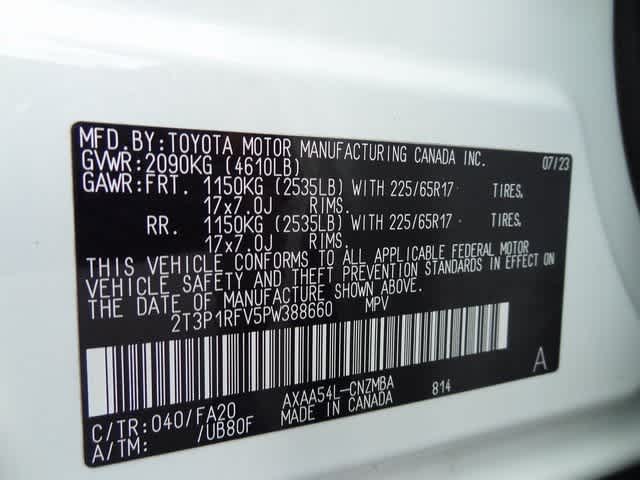 MFD.BY:TOYOTA MOTOR MANUFACTURING CANADA INC. 07/23
GVWR:2090KG (4610LB)
GAWR:FRT. 1150KG (2535LB) WITH 225/65R17 TIRES,
17x7.0J RIMS.
RR. 1150KG (2535LB) WITH 225/65R17 TIRES,
17x7.0J RIMS.
THIS VEHICLE CONFORMS TO ALL APPLICABLE FEDERAL MOTOR
VEHICLE SAFETY AND THEFT PREVENTION STANDARDS IN EFFECT ON
THE DATE OF MANUFACTURE SHOWN ABOVE.
2T3P1RFV5PW388660 MPV
A
AXAA54L-CNZMBA 814
C/TR:040/FA20 MADE IN CANADA
A/TM: /UB80F